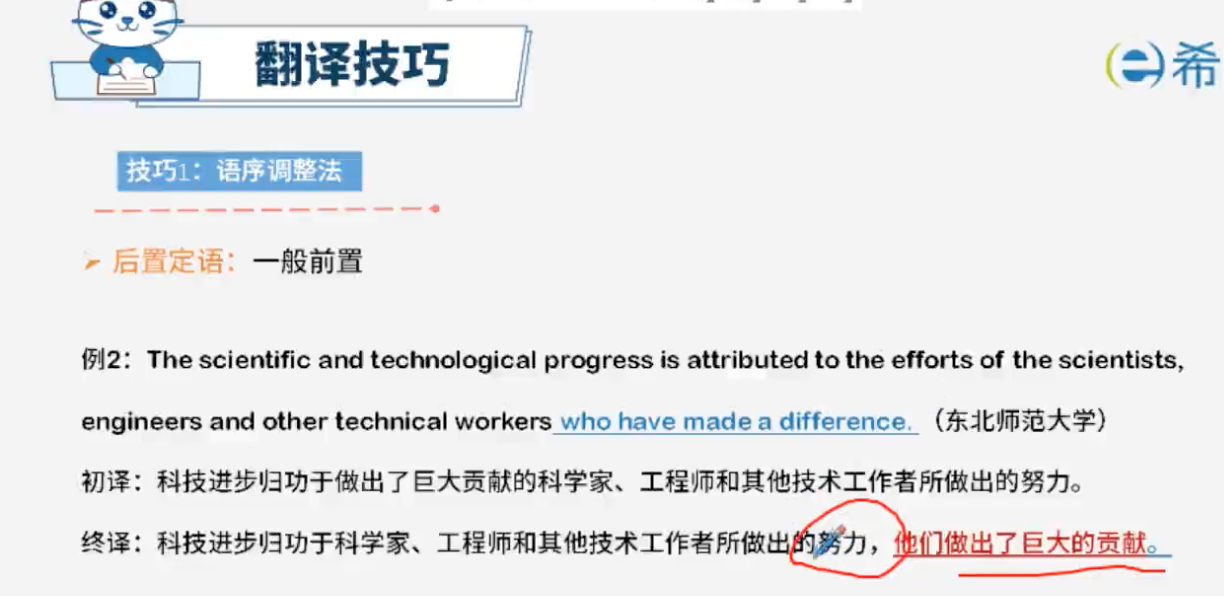 翻译技巧
希
技巧1：语序调整法
后置定语：一般前置
例2：The scientific and technological progress is attributed to the efforts of the scientists,
engineers and other technical workers who have made a difference.（东北师范大学）
初译：科技进步归功于做出了巨大贡献的科学家、工程师和其他技术工作者所做出的努力。
终译：科技进步归功于科学家、工程师和其他技术工作者所做出的努力，他们做出了巨大的贡献。